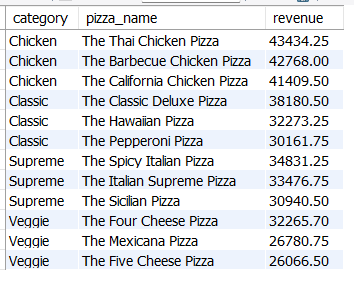 category pizza_name revenue
Chicken The Thai Chicken Pizza 43434.25
Chicken The Barbecue Chicken Pizza 42768.00
Chicken The California Chicken Pizza 41409.50
Classic The Classic Deluxe Pizza 38180.50
Classic The Hawaiian Pizza 32273.25
Classic The Pepperoni Pizza 30161.75
Supreme The Spicy Italian Pizza 34831.25
Supreme The Italian Supreme Pizza 33476.75
Supreme The Sicilian Pizza 30940.50
Veggie The Four Cheese Pizza 32265.70
Veggie The Mexicana Pizza 26780.75
Veggie The Five Cheese Pizza 26066.50